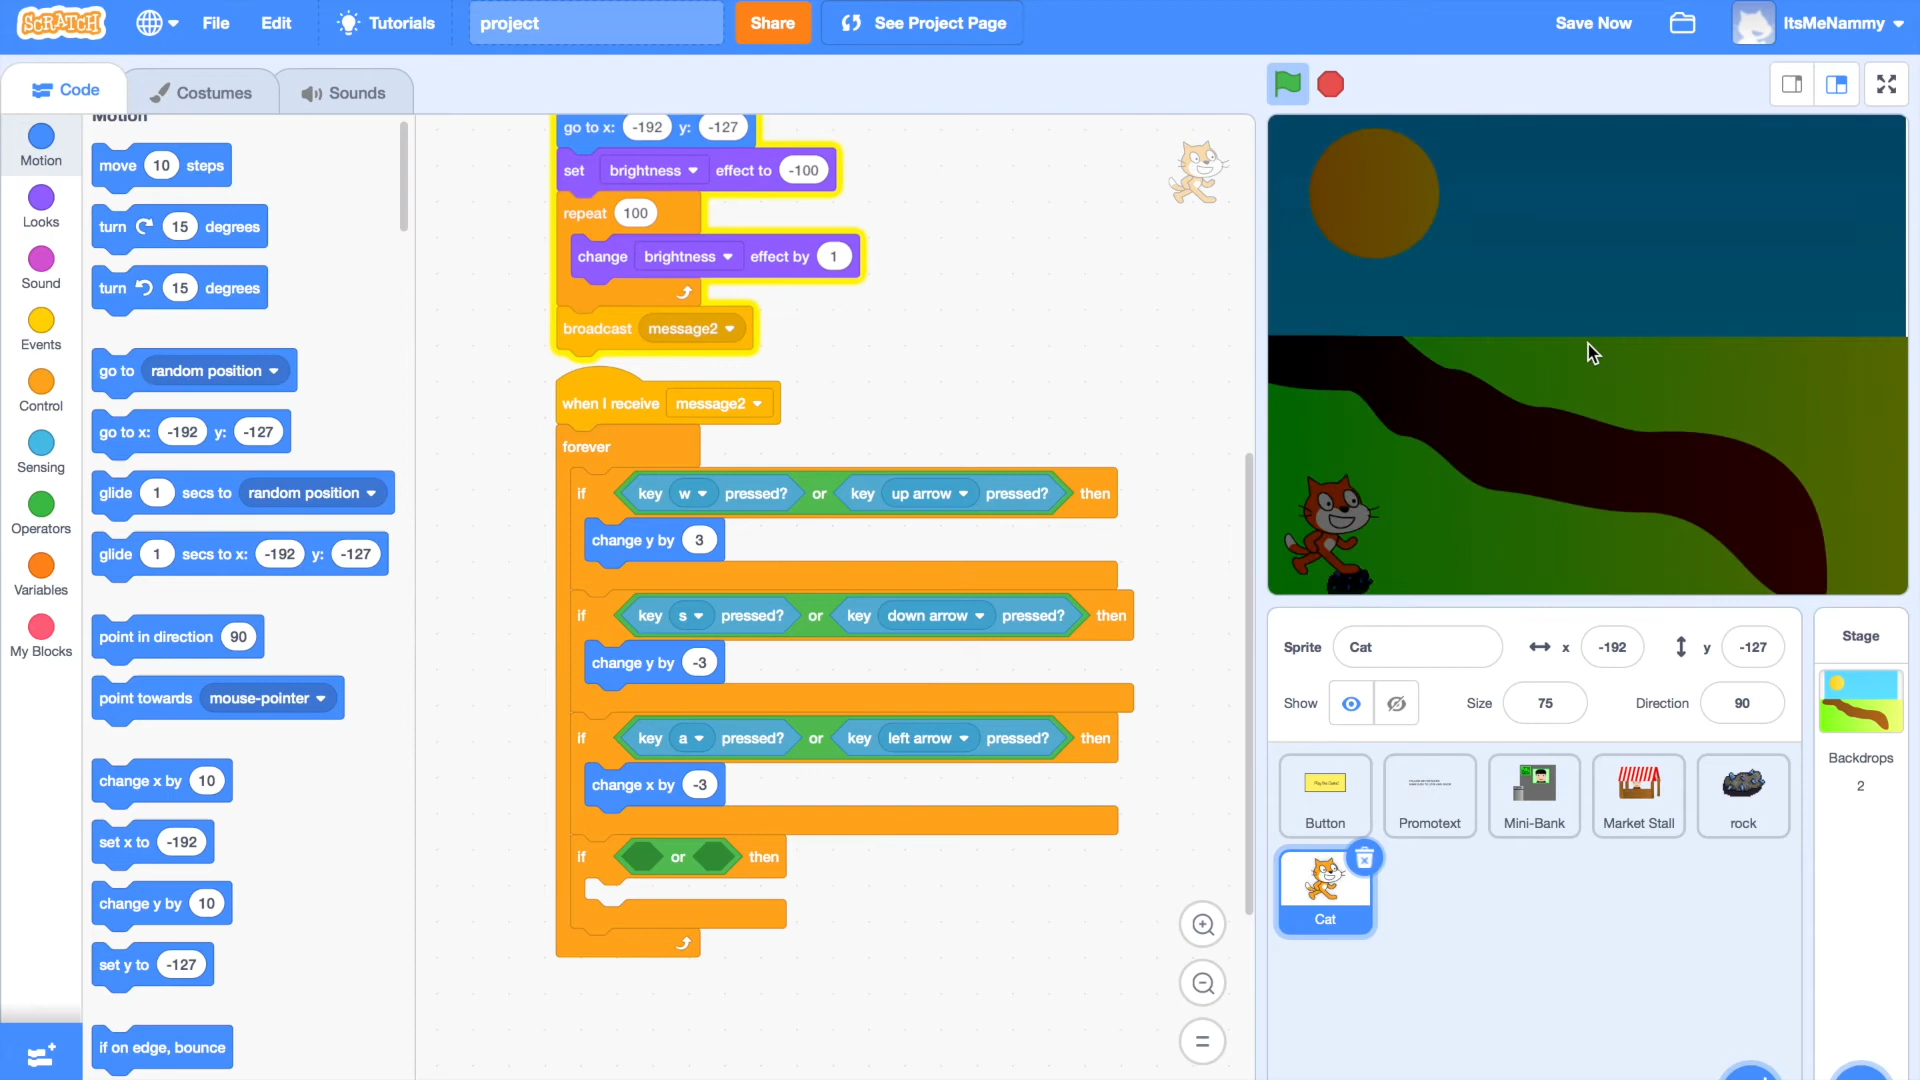 SCRATCH
File
Edit
Tutorials
project
Share
See Project Page
Save Now
ItsMeNammy
Code
Costumes
Sounds
Motion
Looks
Sound
Events
Control
Sensing
Operators
Variables
My Blocks
Motion
move 10 steps
turn 15 degrees
turn 15 degrees
go to random position
go to x: -192 y: -127
glide 1 secs to random position
glide 1 secs to x: -192 y: -127
point in direction 90
point towards mouse-pointer
change x by 10
set x to -192
change y by 10
set y to -127
if on edge, bounce
go to x: -192 y: -127
set brightness effect to -100
repeat 100
change brightness effect by 1
broadcast message2
when I receive message2
forever
if key w pressed? or key up arrow pressed? then
change y by 3
if key s pressed? or key down arrow pressed? then
change y by -3
if key a pressed? or key left arrow pressed? then
change x by -3
if or then
Sprite Cat x -192 y -127
Show Size 75 Direction 90
Button
Promotext
Mini-Bank
Market Stall
rock
Cat
Stage
Backdrops
2